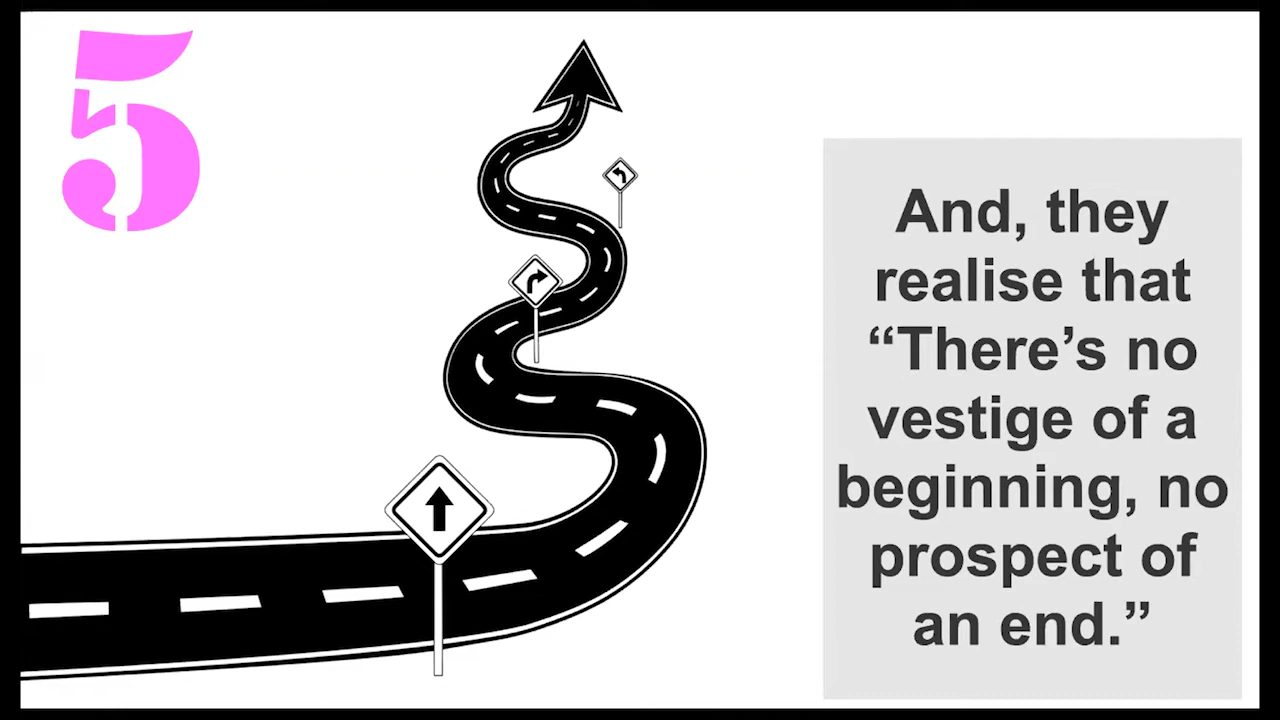 5
And, they
realise that
“There’s no
vestige of a
beginning, no
prospect of
an end.”